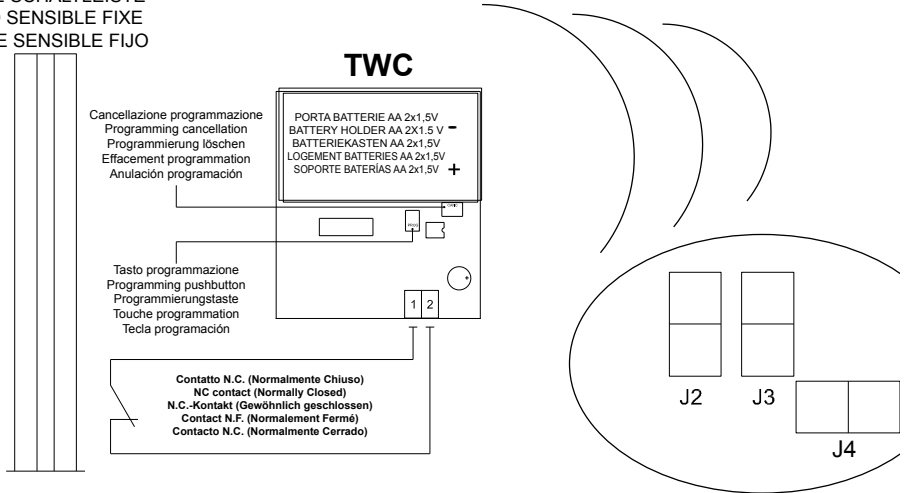 SENSIBLE FIXE
SENSIBLE FIJO
TWC
PORTA BATTERIE AA 2x1,5V
BATTERY HOLDER AA 2X1.5 V -
BATTERIEKASTEN AA 2x1,5V
LOGEMENT BATTERIES AA 2x1,5V
SOPORTE BATERÍAS AA 2x1,5V +
Cancellazione programmazione
Programming cancellation
Programmierung löschen
Effacement programmation
Anulación programación
PROG
Tasto programmazione
Programming pushbutton
Programmierungstaste
Touche programmation
Tecla programación
1 2
Contatto N.C. (Normalmente Chiuso)
NC contact (Normally Closed)
N.C.-Kontakt (Gewöhnlich geschlossen)
Contact N.F. (Normalement Fermé)
Contacto N.C. (Normalmente Cerrado)
J2
J3
J4